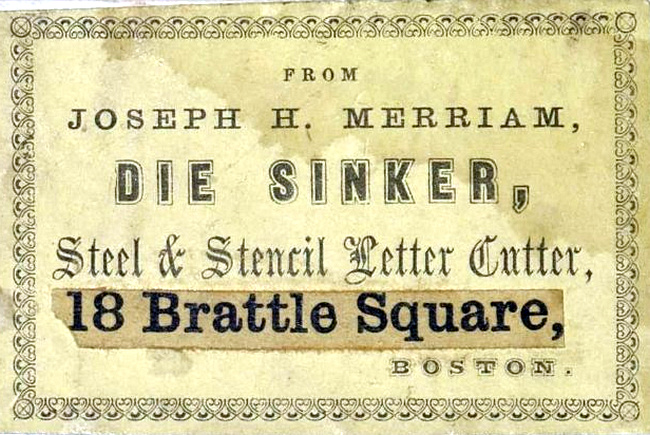 FROM
JOSEPH H. MERRIAM,
DIE SINKER,
Steel & Stencil Letter Cutter,
18 Brattle Square,
BOSTON.